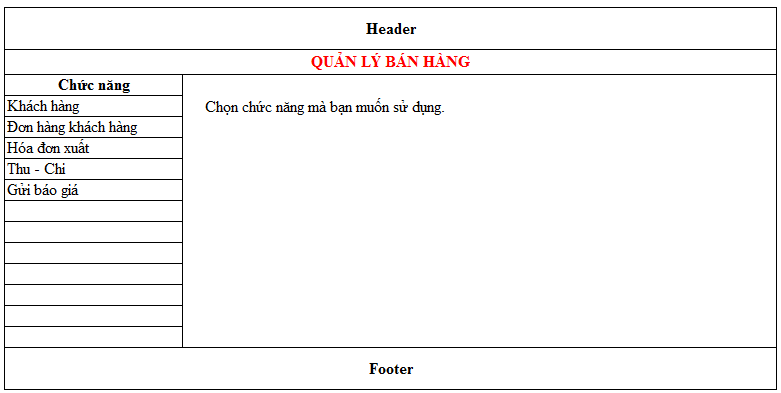 Header
QUẢN LÝ BÁN HÀNG
Chức năng
Khách hàng
Đơn hàng khách hàng
Hóa đơn xuất
Thu - Chi
Gửi báo giá
Chọn chức năng mà bạn muốn sử dụng.
Footer